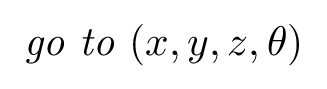 go to (x, y, z, θ)